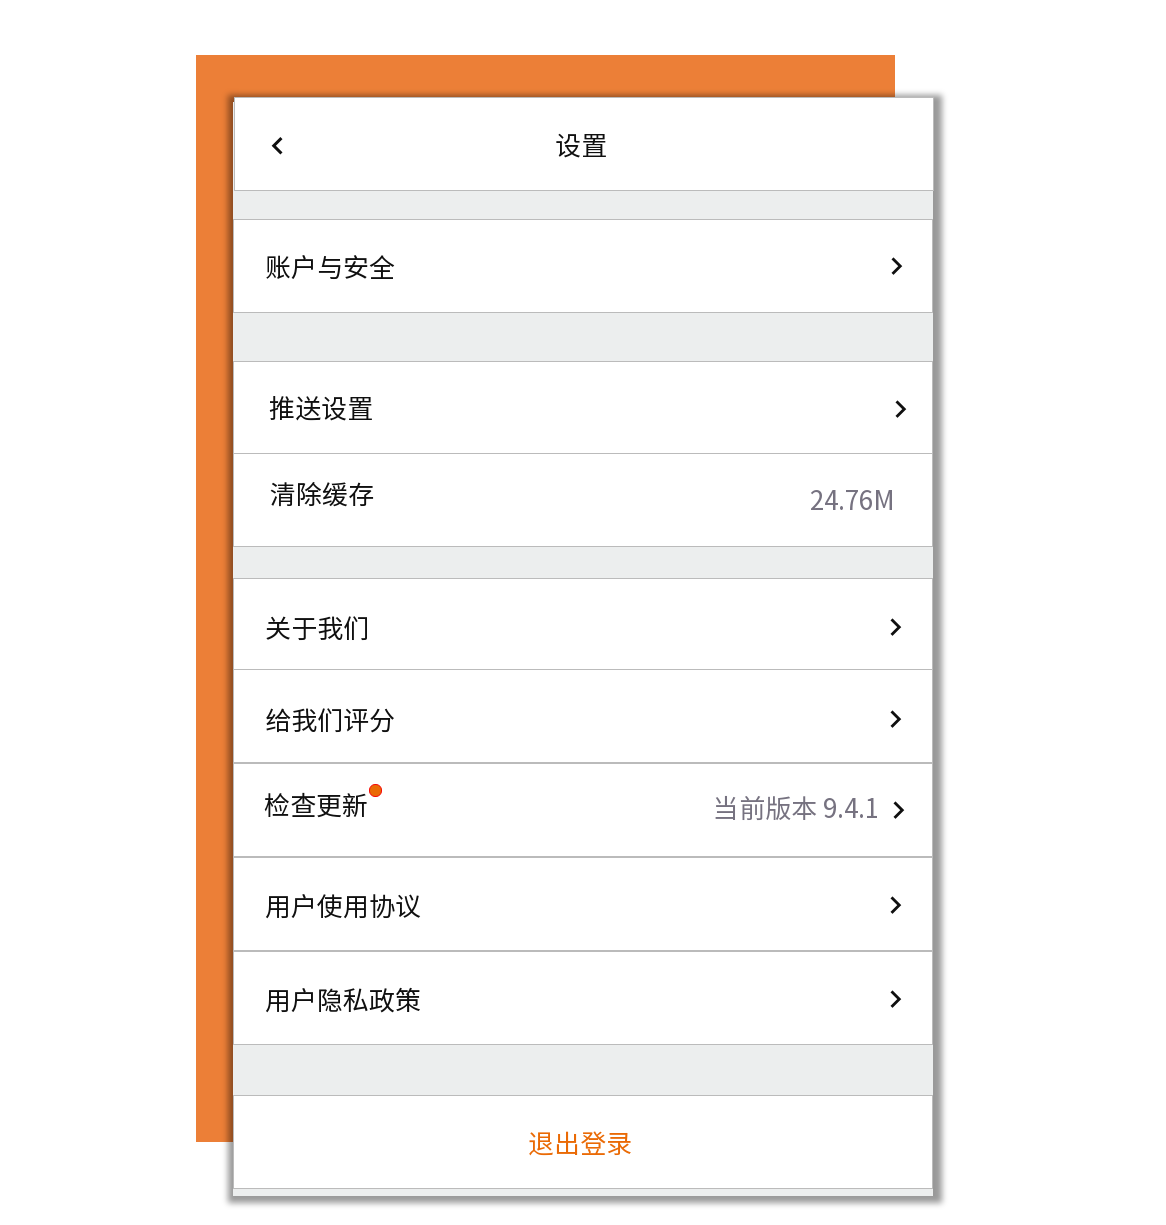 设置
账户与安全
推送设置
清除缓存 24.76M
关于我们
给我们评分
检查更新 当前版本 9.4.1
用户使用协议
用户隐私政策
退出登录